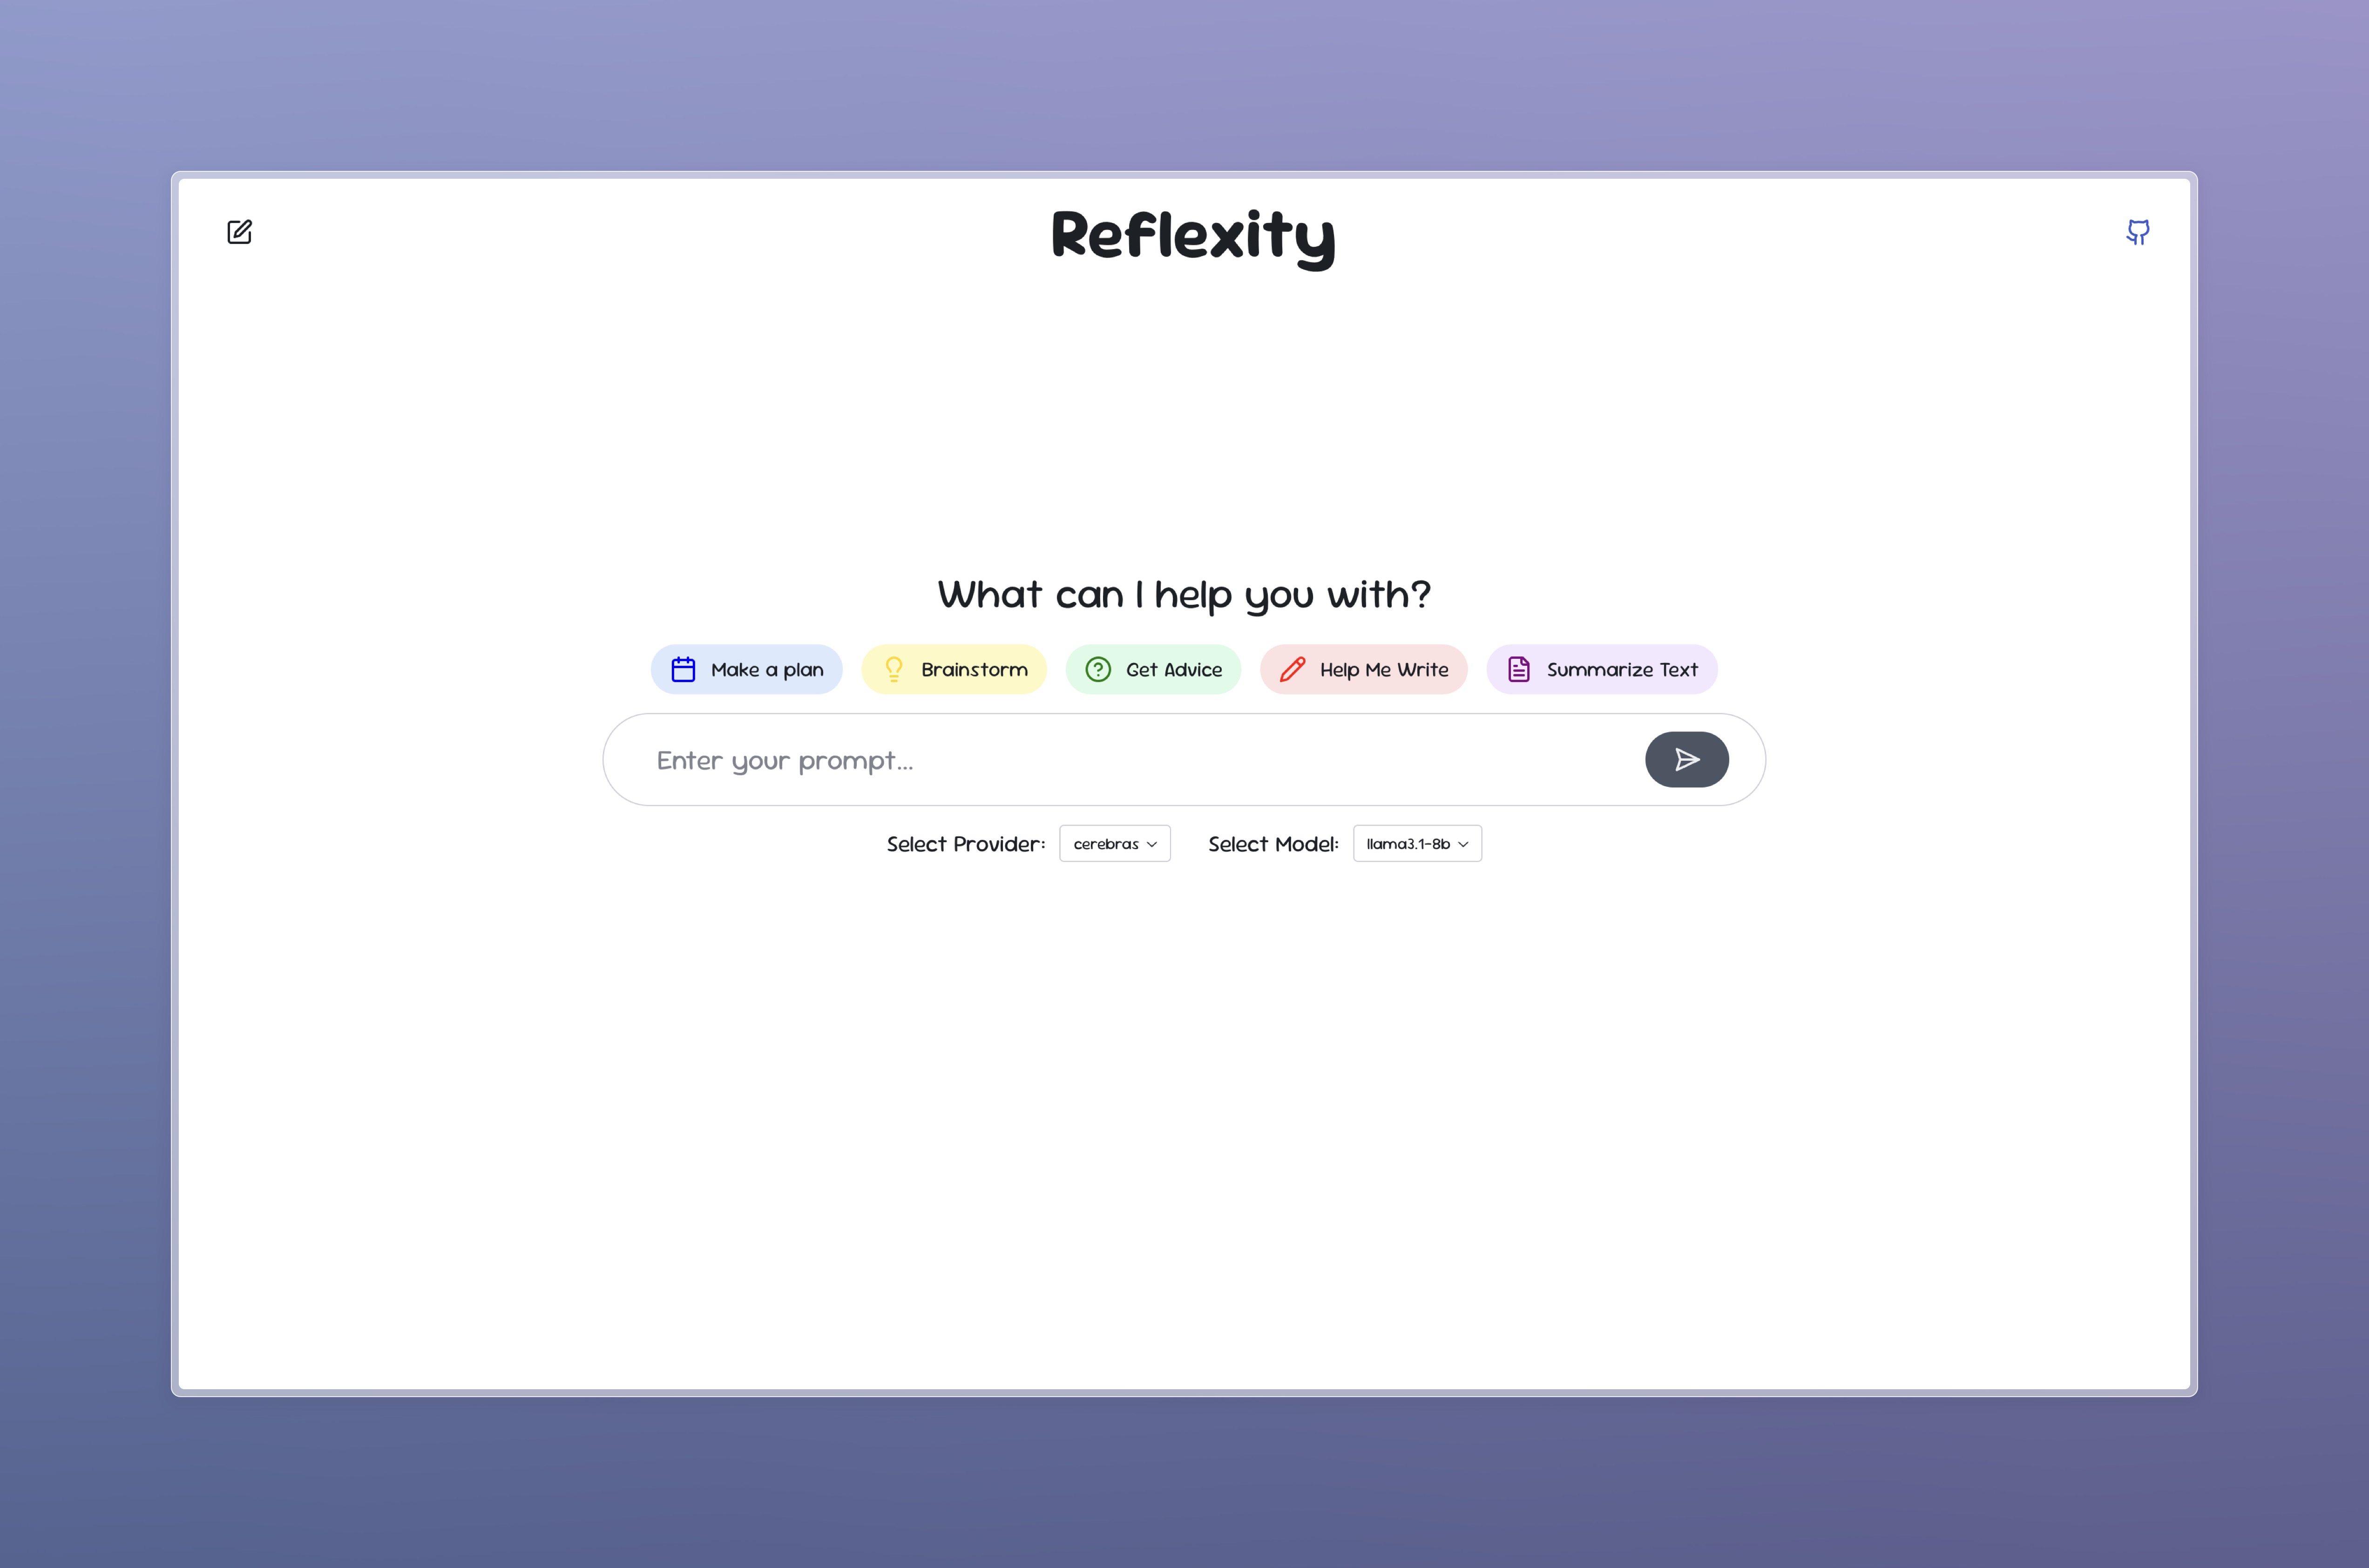 Reflexity
What can I help you with?
Make a plan
Brainstorm
Get Advice
Help Me Write
Summarize Text
Enter your prompt...
Select Provider: cerebras Select Model: llama3.1-8b